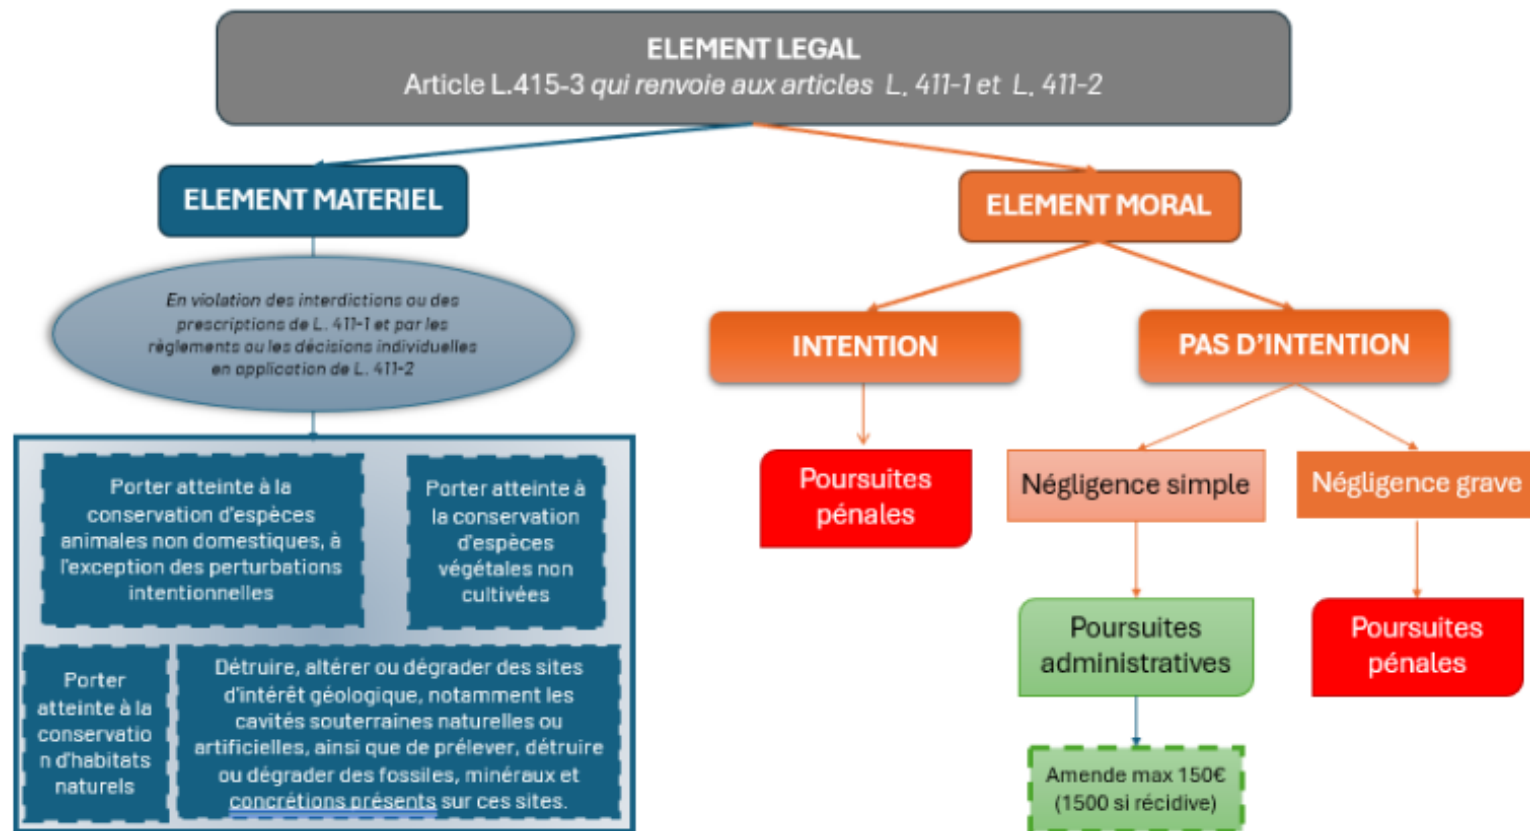 ELEMENT LEGAL
Article L.415-3 qui renvoie aux articles L. 411-1 et L. 411-2
ELEMENT MATERIEL
ELEMENT MORAL
En violation des interdictions ou des
prescriptions de L. 411-1 et par les
règlements ou les décisions individuelles
en application de L. 411-2
INTENTION
PAS D'INTENTION
Porter atteinte à la
conservation d'espèces
animales non domestiques, à
l'exception des perturbations
intentionnelles
Porter atteinte à
la conservation
d'espèces
végétales non
cultivées
Poursuites
pénales
Négligence simple
Négligence grave
Porter
atteinte à la
conservatio
n d'habitats
naturels
Détruire, altérer ou dégrader des sites
d'intérêt géologique, notamment les
cavités souterraines naturelles ou
artificielles, ainsi que de prélever, détruire
ou dégrader des fossiles, minéraux et
concrétions présents sur ces sites.
Poursuites
administratives
Poursuites
pénales
Amende max 150€
(1500 si récidive)